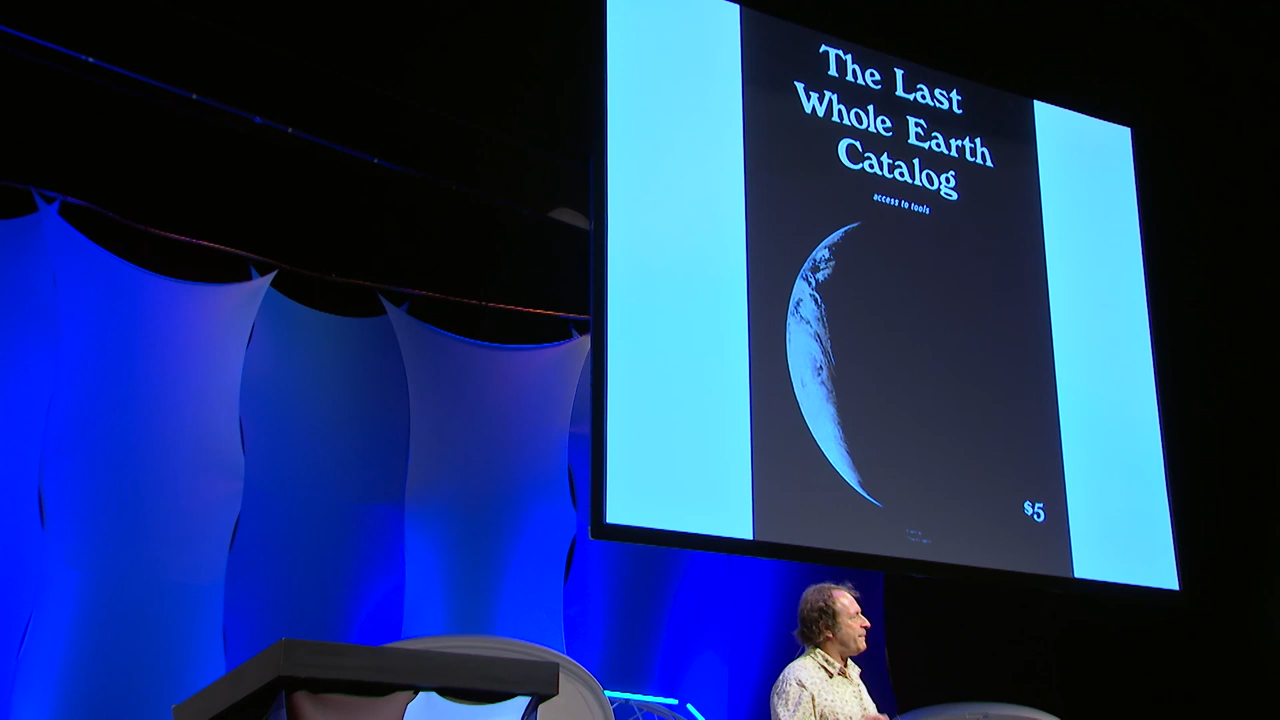 The Last
Whole Earth
Catalog
access to tools
$5